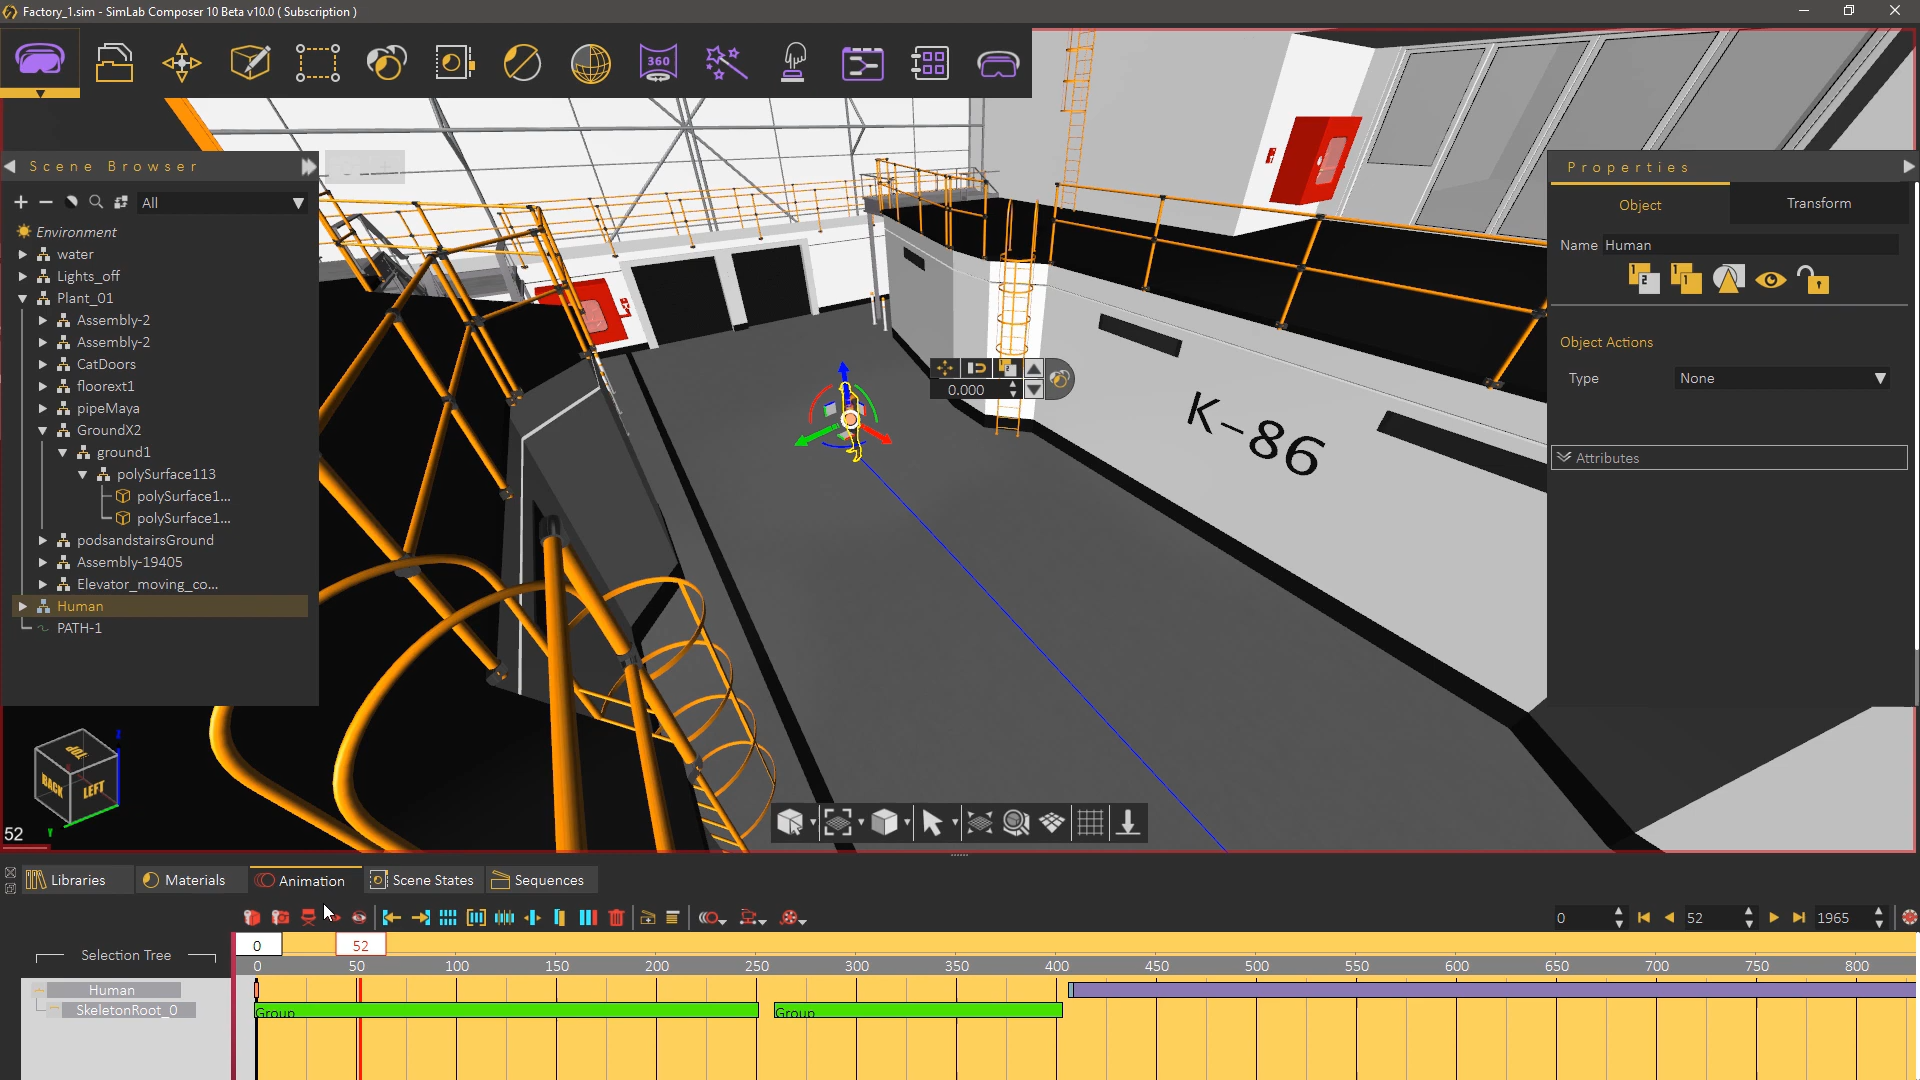 Factory_1.sim - SimLab Composer 10 Beta v10.0 ( Subscription )
360
Scene Browser
All
Environment
water
Lights_off
Plant_01
Assembly-2
Assembly-2
CatDoors
floorext1
pipeMaya
GroundX2
ground1
polySurface113
polySurface1...
polySurface1...
podsandstairsGround
Assembly-19405
Elevator_moving_co...
Human
PATH-1
0.000
K-86
Properties
Object
Transform
Name Human
Object Actions
Type None
Attributes
TOP
BACK
LEFT
52
Libraries
Materials
Animation
Scene States
Sequences
0
52
1965
Selection Tree
0
52
0 50 100 150 200 250 300 350 400 450 500 550 600 650 700 750 800
Human
SkeletonRoot_0
Group
Group